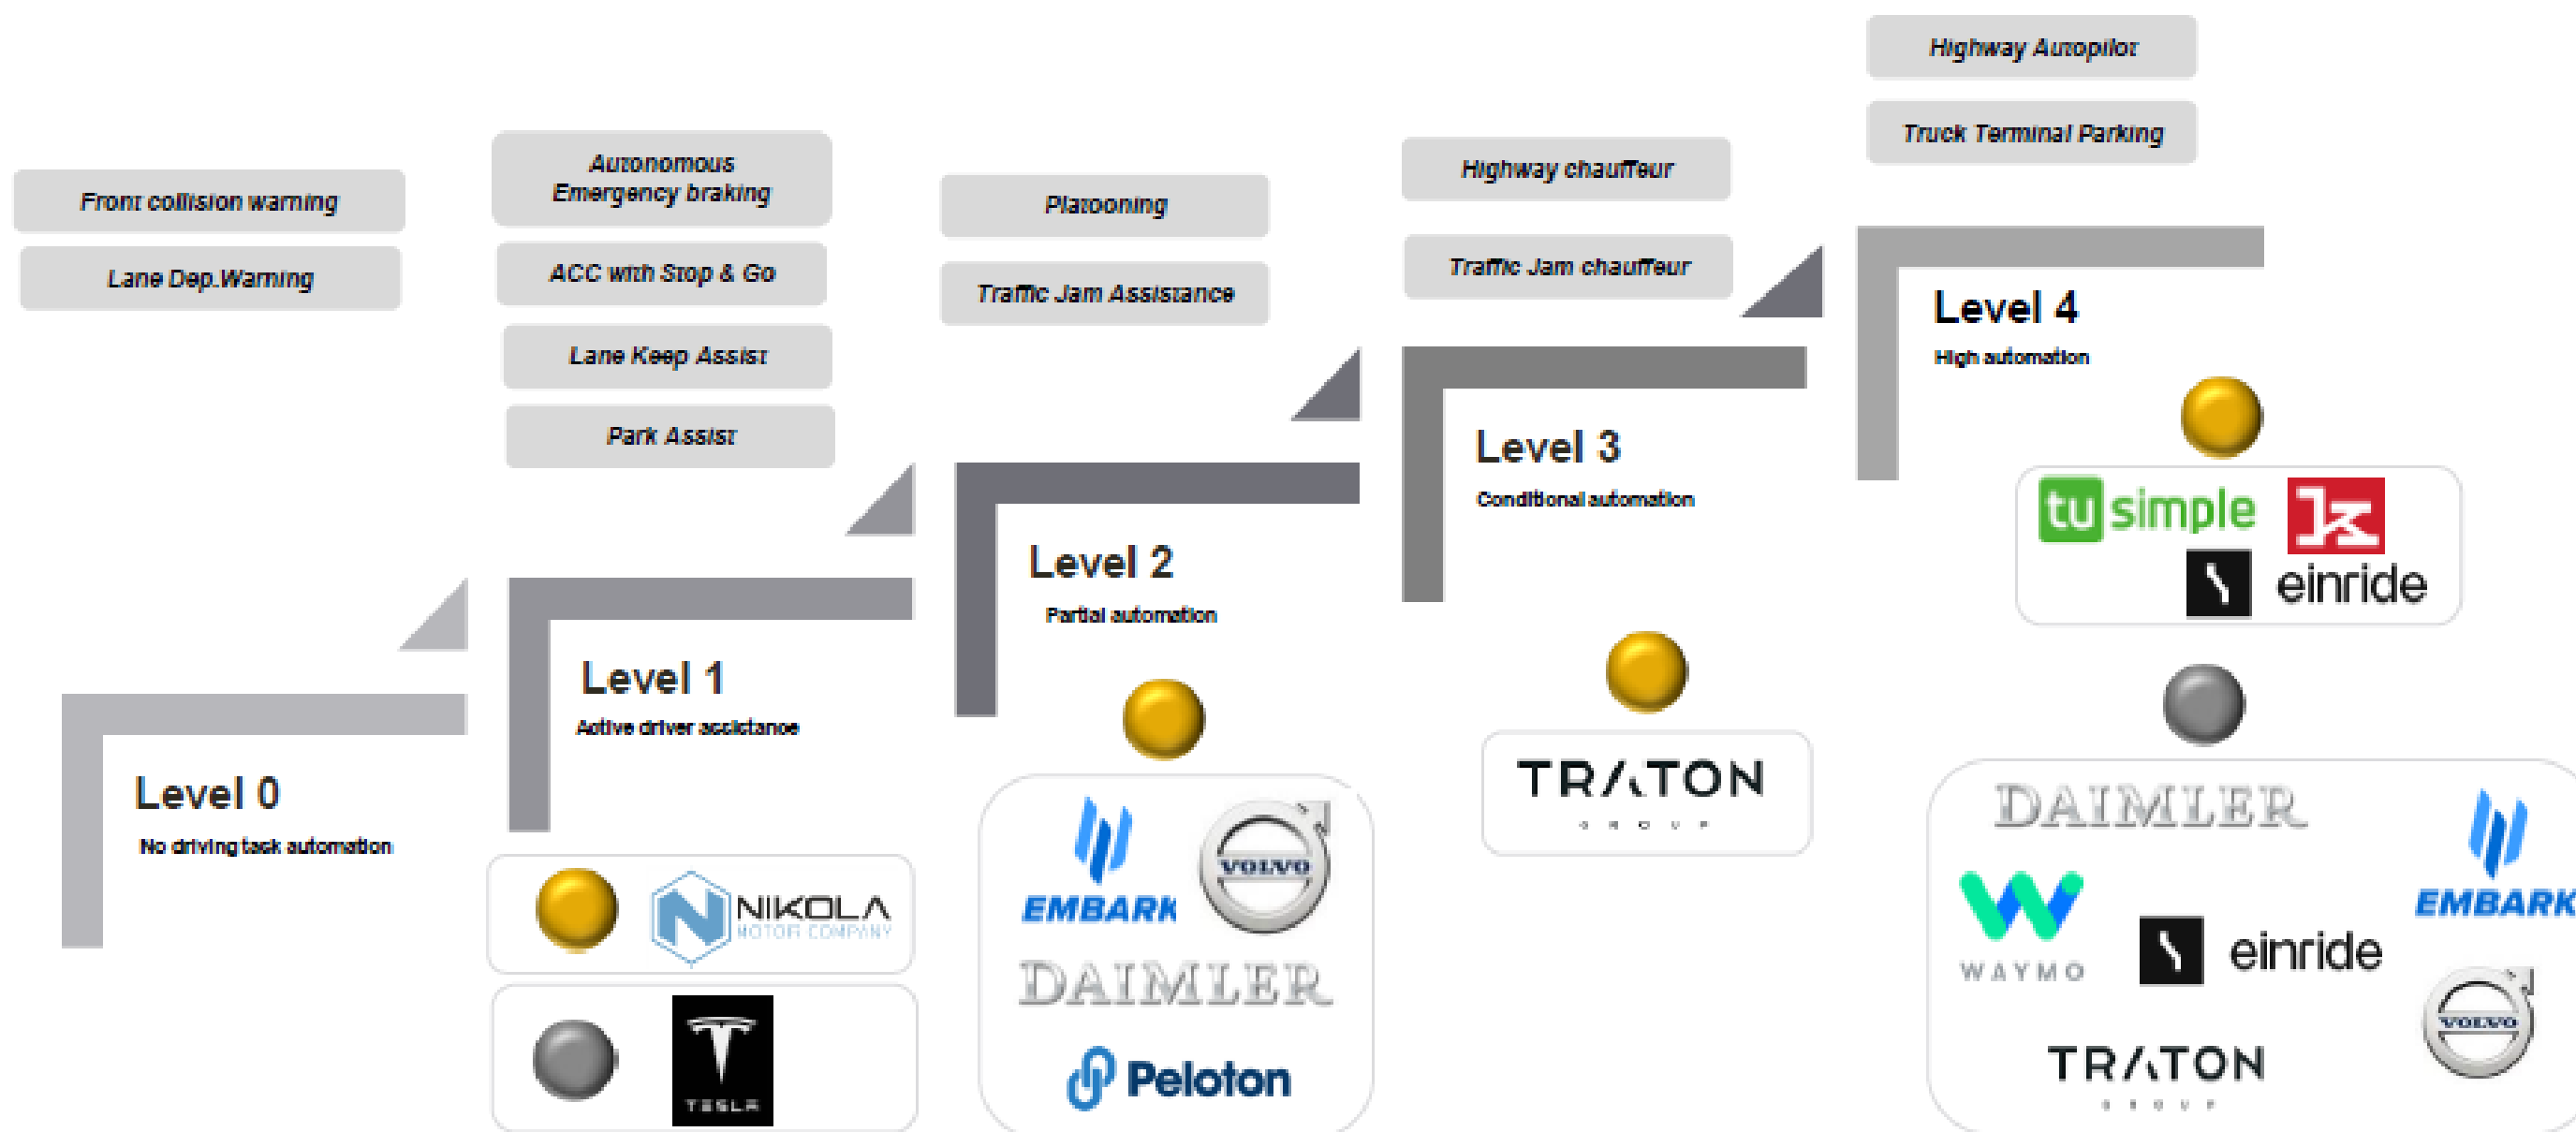 Front collision warning
Lane Dep.Warning
Level 0
No driving task automation
Autonomous
Emergency braking
ACC with Stop & Go
Lane Keep Assist
Park Assist
Level 1
Active driver assistance
NIKOLA
MOTOR COMPANY
TESLA
Platooning
Traffic Jam Assistance
Level 2
Partial automation
EMBARK
VOLVO
DAIMLER
Peloton
Highway chauffeur
Traffic Jam chauffeur
Level 3
Conditional automation
TRATON
GROUP
Highway Autopilot
Truck Terminal Parking
Level 4
High automation
tu simple
einride
DAIMLER
EMBARK
WAYMO
einride
VOLVO
TRATON
GROUP